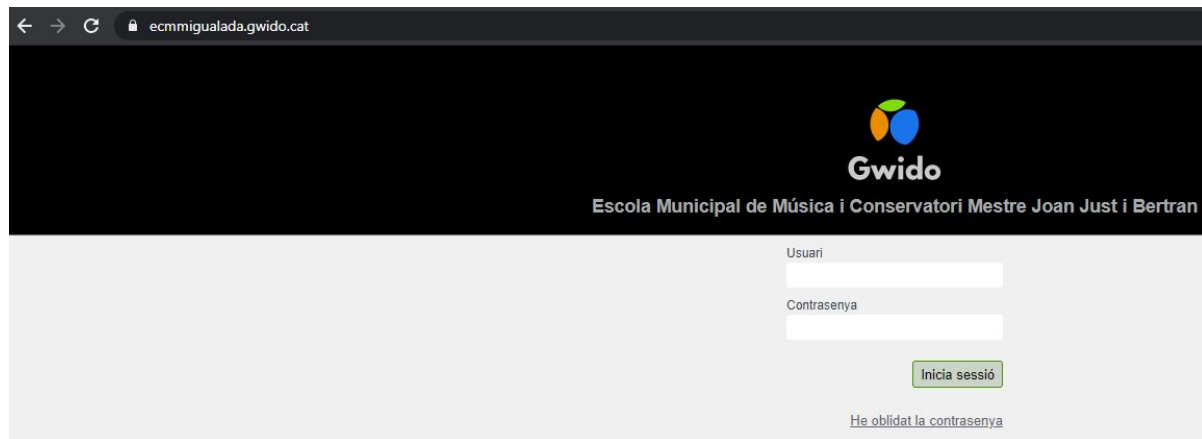 ecmmigualada.gwido.cat
Gwido
Escola Municipal de Música i Conservatori Mestre Joan Just i Bertran
Usuari
Contrasenya
Inicia sessió
He oblidat la contrasenya